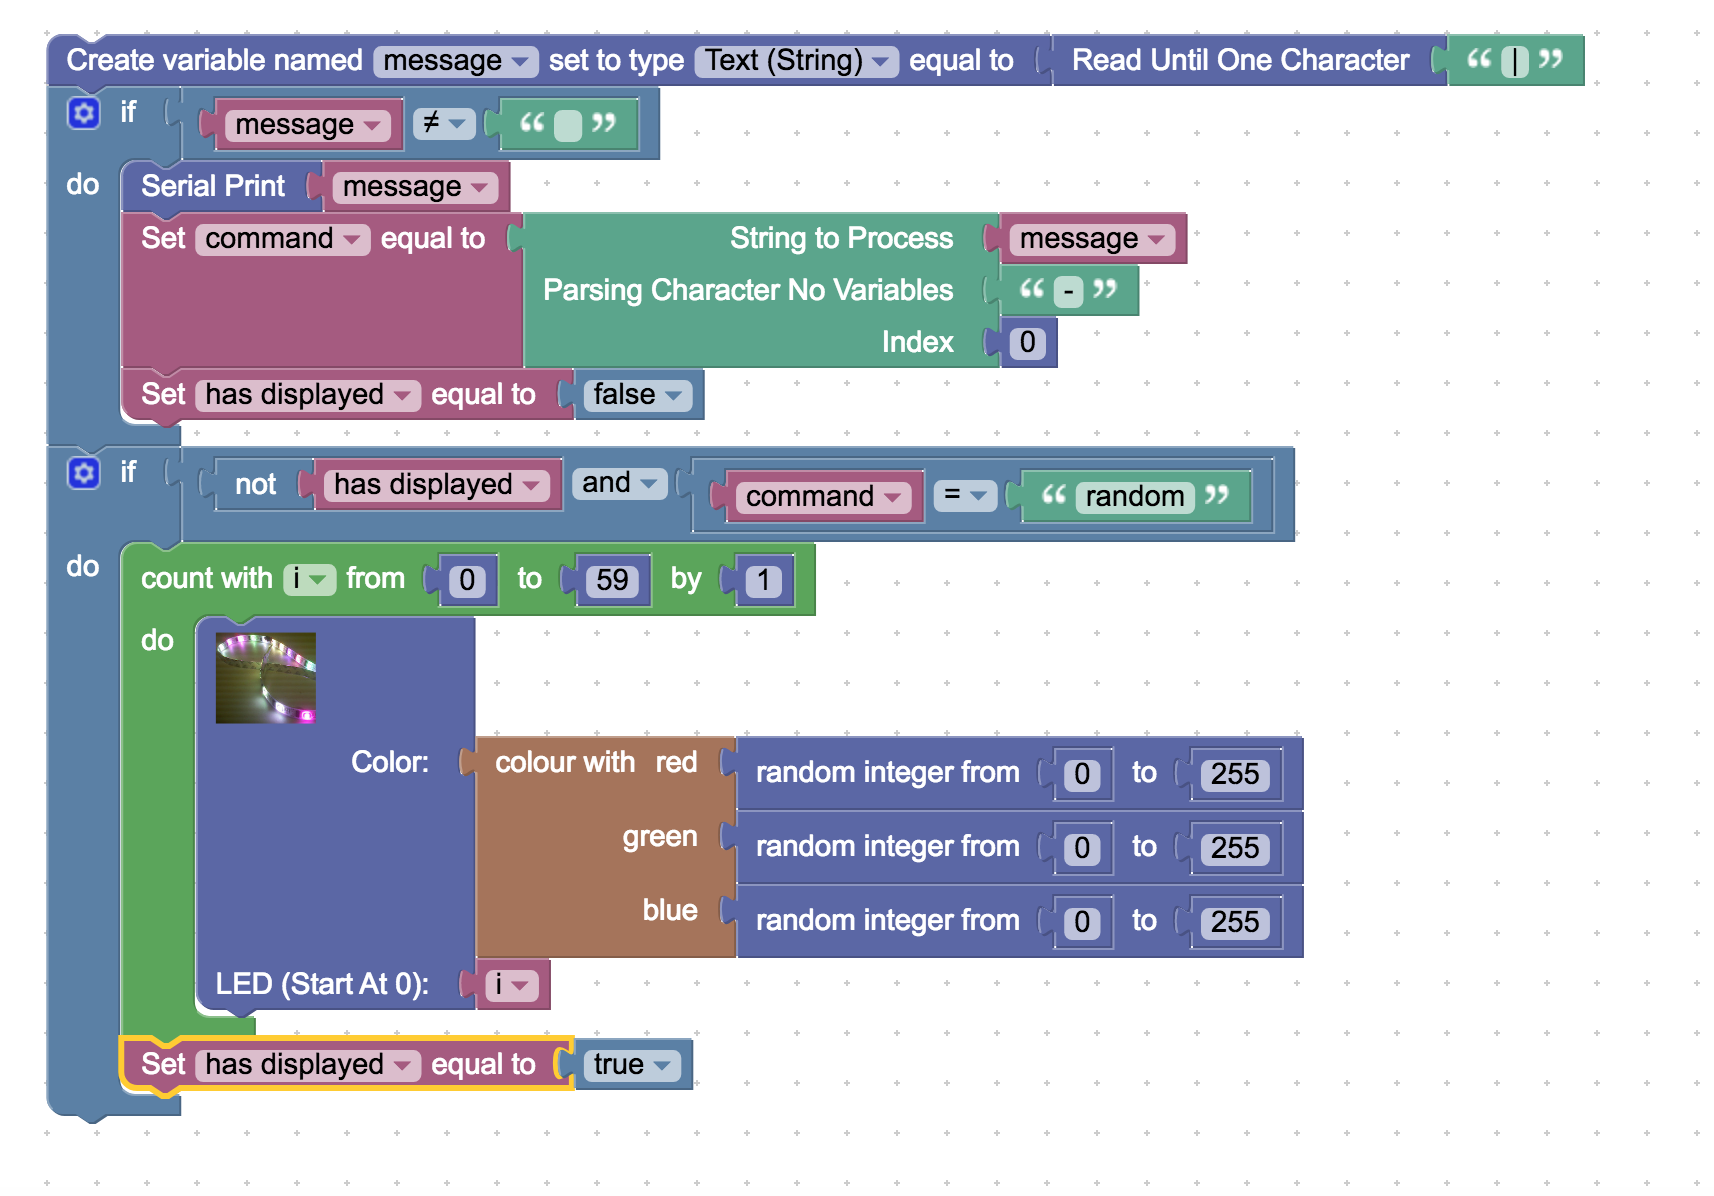 Create variable named message set to type Text (String) equal to Read Until One Character “ | ”
if message ≠ “ ”
do Serial Print message
Set command equal to String to Process message
Parsing Character No Variables “ - ”
Index 0
Set has displayed equal to false
if not has displayed and command = “ random ”
do count with i from 0 to 59 by 1
do
Color: colour with red random integer from 0 to 255
green random integer from 0 to 255
blue random integer from 0 to 255
LED (Start At 0): i
Set has displayed equal to true